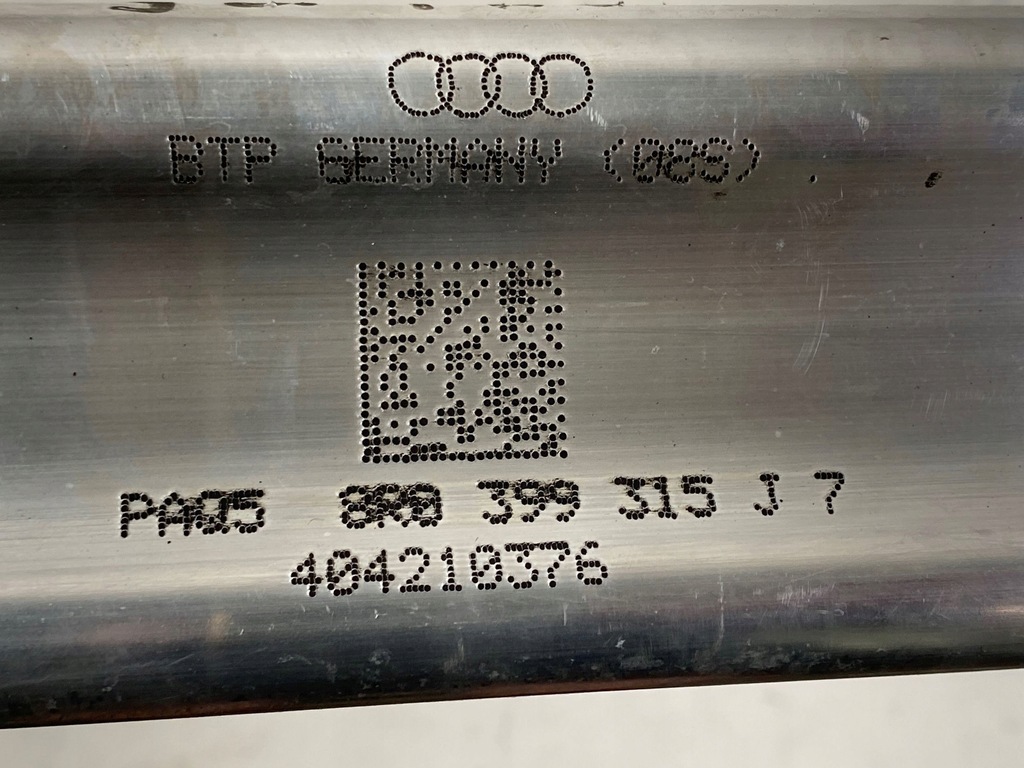 BTP GERMANY (06S)
PA05 8R0 399 315 J 7
404210376